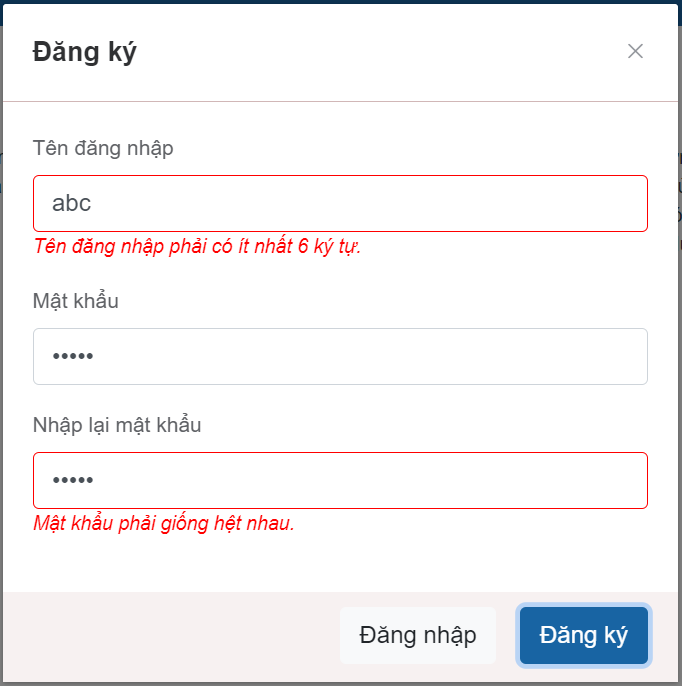 Đăng ký
Tên đăng nhập
abc
Tên đăng nhập phải có ít nhất 6 ký tự.
Mật khẩu
•••••
Nhập lại mật khẩu
•••••
Mật khẩu phải giống hệt nhau.
Đăng nhập
Đăng ký